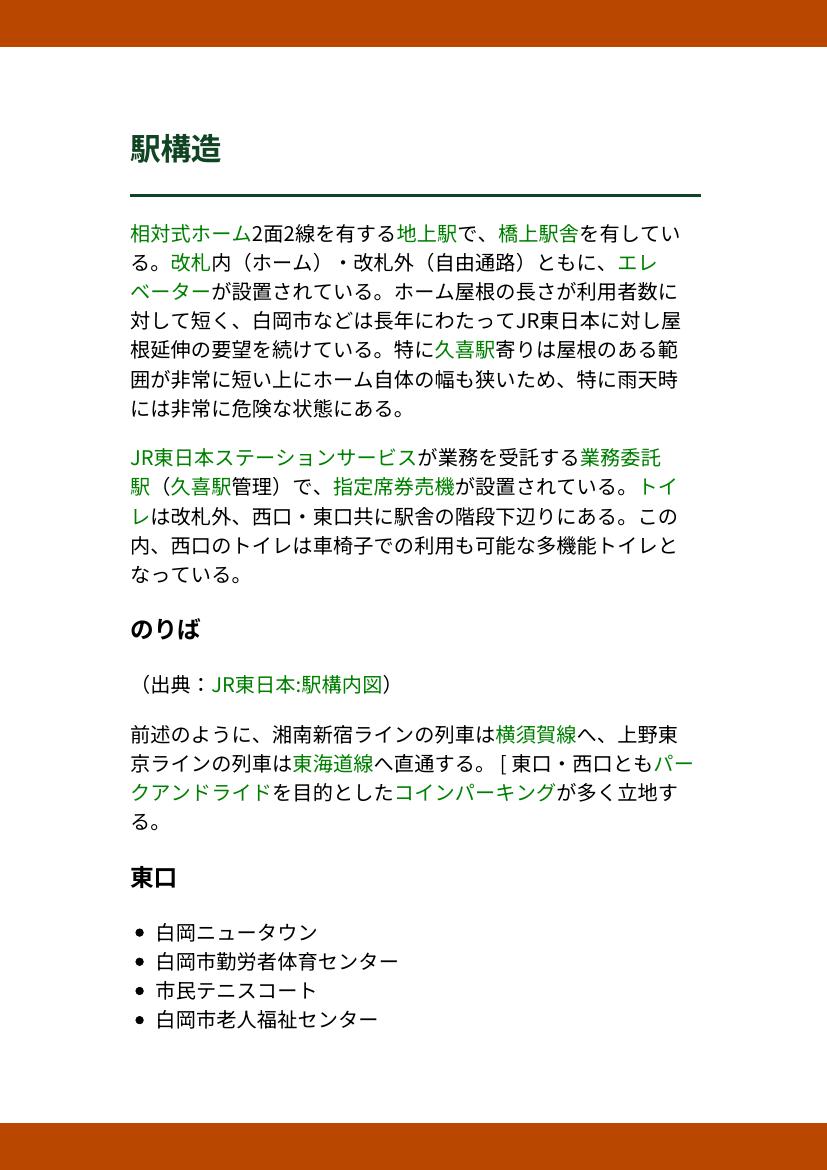 駅構造
相対式ホーム2面2線を有する地上駅で、橋上駅舎を有してい
る。改札内（ホーム）・改札外（自由通路）ともに、エレ
ベーターが設置されている。ホーム屋根の長さが利用者数に
対して短く、白岡市などは長年にわたってJR東日本に対し屋
根延伸の要望を続けている。特に久喜駅寄りは屋根のある範
囲が非常に短い上にホーム自体の幅も狭いため、特に雨天時
には非常に危険な状態にある。
JR東日本ステーションサービスが業務を受託する業務委託
駅（久喜駅管理）で、指定席券売機が設置されている。トイ
レは改札外、西口・東口共に駅舎の階段下辺りにある。この
内、西口のトイレは車椅子での利用も可能な多機能トイレと
なっている。
のりば
（出典：JR東日本:駅構内図）
前述のように、湘南新宿ラインの列車は横須賀線へ、上野東
京ラインの列車は東海道線へ直通する。 [ 東口・西口ともパー
クアンドライドを目的としたコインパーキングが多く立地す
る。
東口
• 白岡ニュータウン
• 白岡市勤労者体育センター
• 市民テニスコート
• 白岡市老人福祉センター